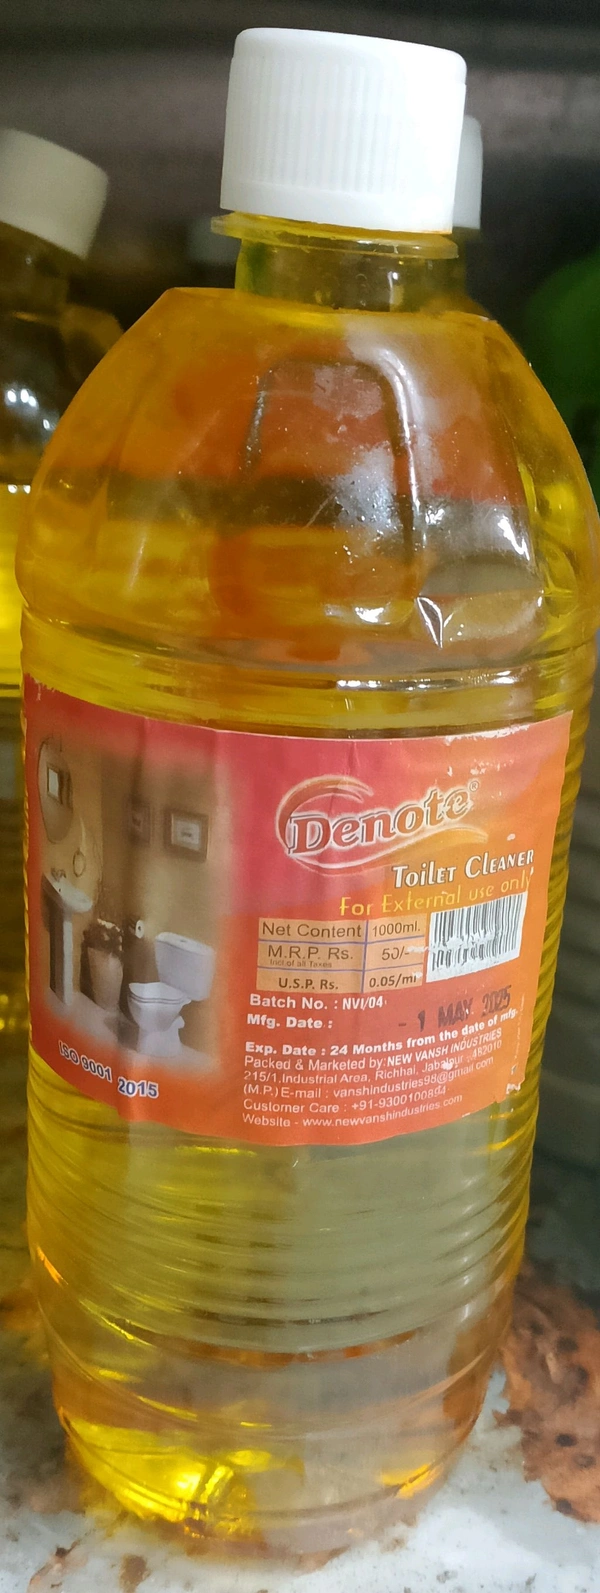 Denote®
TOILET CLEANER
For External use only
Net Content 1000ml.
M.R.P. Rs. 50/-
Incl of all Taxes
U.S.P. Rs. 0.05/ml
Batch No. : NVI/04
Mfg. Date : - 1 MAY 2025
Exp. Date : 24 Months from the date of mfg.
Packed & Marketed by: NEW VANSH INDUSTRIES
215/1, Industrial Area, Richhai, Jabalpur - 482010
(M.P.) E-mail : vanshindustries98@gmail.com
Customer Care : +91-9300100894
Website - www.newvanshindustries.com
ISO 9001 2015